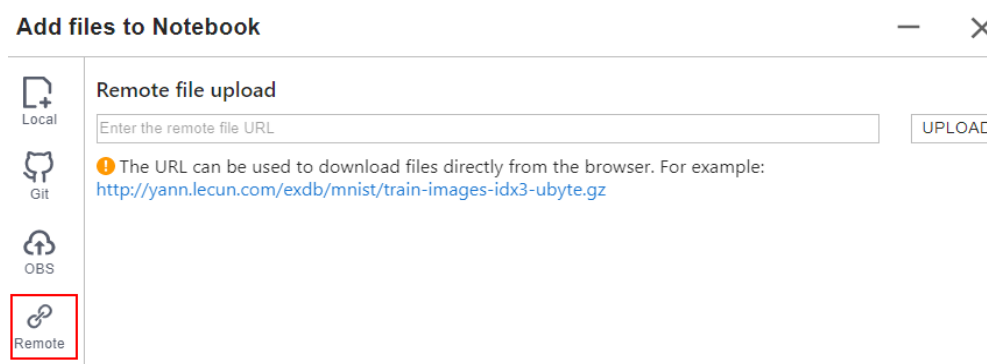 Add files to Notebook
Local
Git
OBS
Remote
Remote file upload
Enter the remote file URL
UPLOAD
The URL can be used to download files directly from the browser. For example:
http://yann.lecun.com/exdb/mnist/train-images-idx3-ubyte.gz